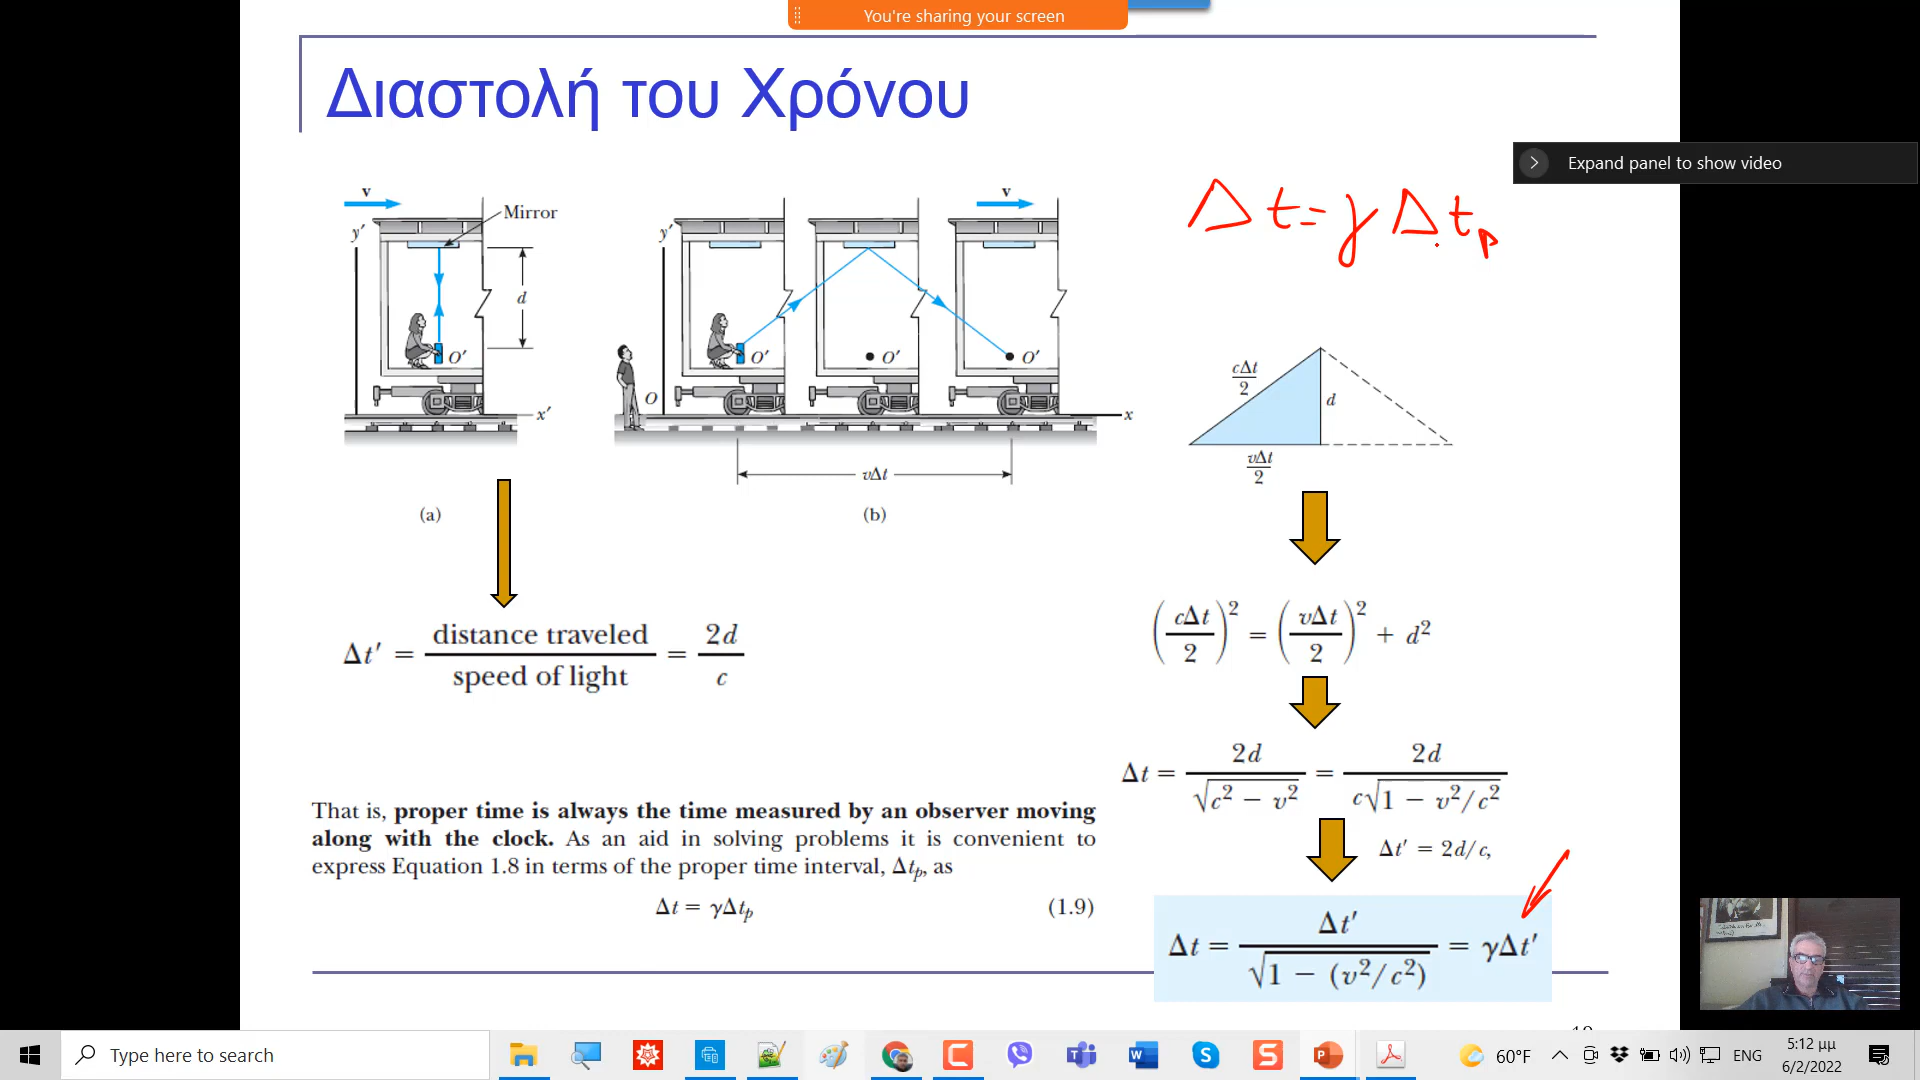 You're sharing your screen
Διαστολή του Χρόνου
Expand panel to show video
Δt = γ Δt_p
v
Mirror
y'
d
O'
x'
(a)
v
y'
O'
O'
O'
O
x
vΔt
(b)
cΔt/2
d
vΔt/2
Δt' = distance traveled / speed of light = 2d / c
(cΔt/2)² = (vΔt/2)² + d²
Δt = 2d / √(c² − v²) = 2d / c√(1 − v²/c²)
Δt' = 2d/c,
Δt = Δt' / √(1 − (v²/c²)) = γΔt'
That is, proper time is always the time measured by an observer moving
along with the clock. As an aid in solving problems it is convenient to
express Equation 1.8 in terms of the proper time interval, Δt_p, as
Δt = γΔt_p (1.9)
Type here to search
60°F
ENG
5:12 μμ
6/2/2022